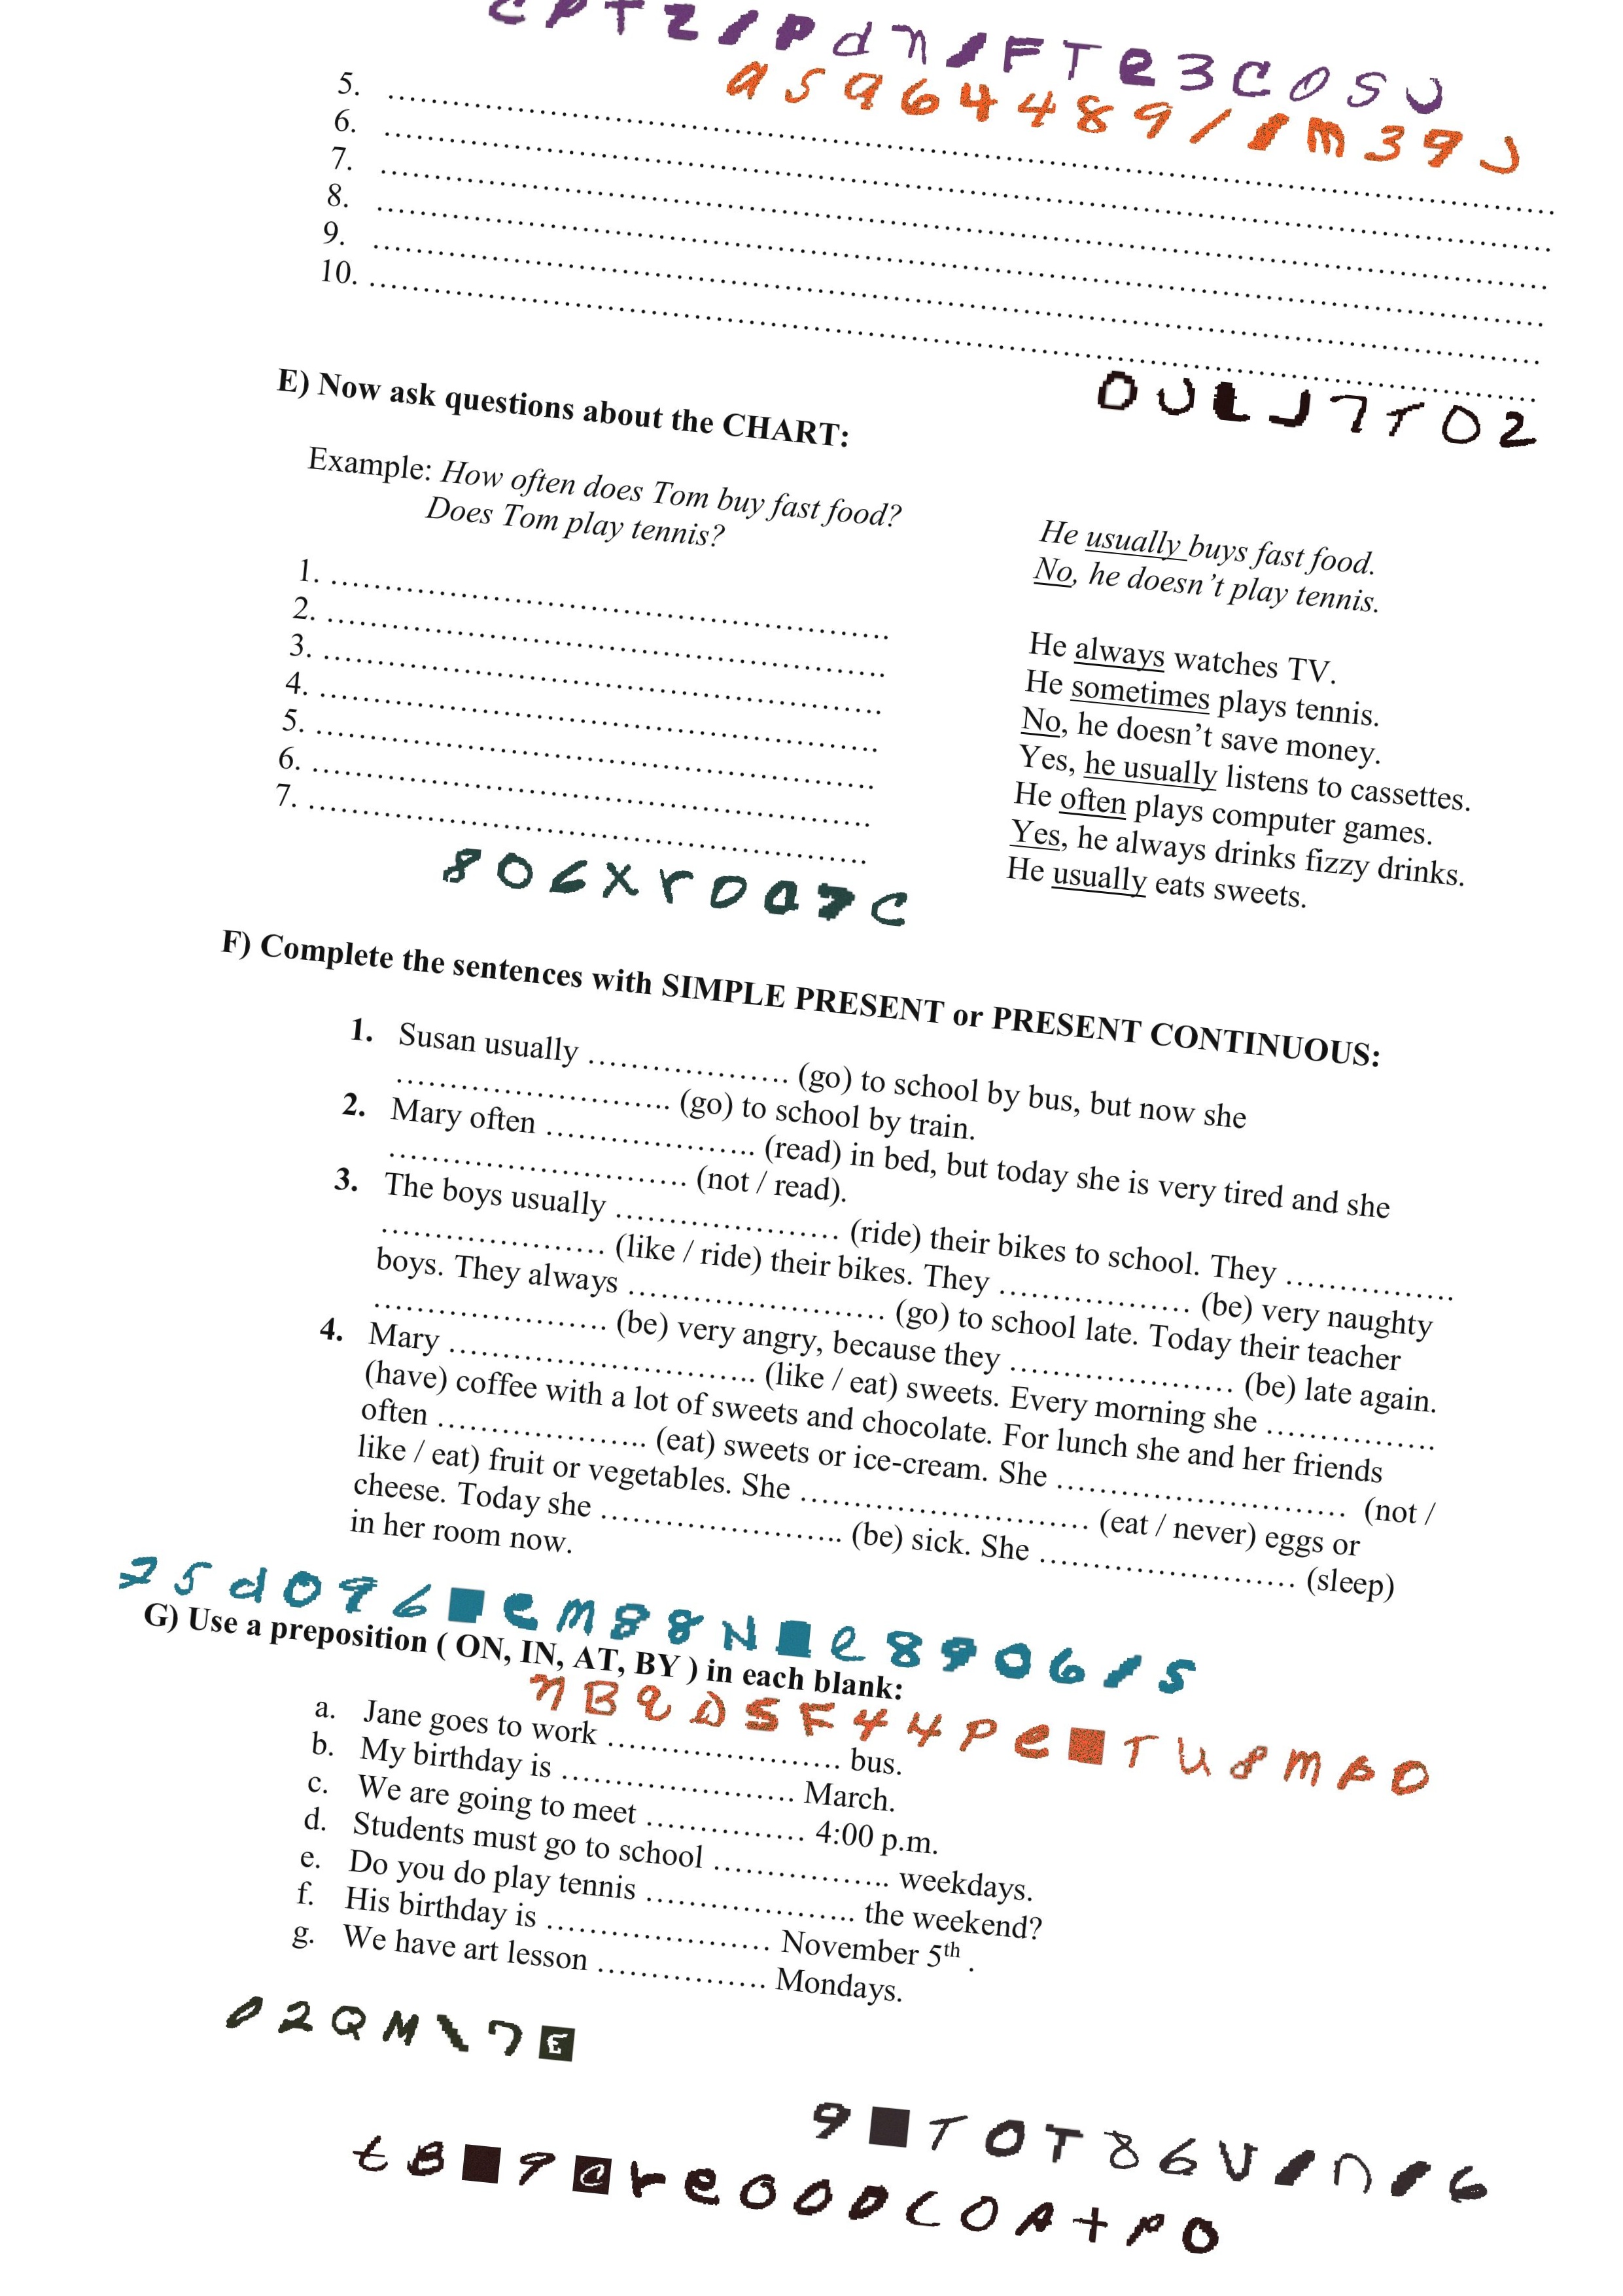 5. ................................................................
6. ................................................................
7. ................................................................
8. ................................................................
9. ................................................................
10. ................................................................
E) Now ask questions about the CHART:
Example: How often does Tom buy fast food? He usually buys fast food.
Does Tom play tennis? No, he doesn't play tennis.
1. ........................................ He always watches TV.
2. ........................................ He sometimes plays tennis.
3. ........................................ No, he doesn't save money.
4. ........................................ Yes, he usually listens to cassettes.
5. ........................................ He often plays computer games.
6. ........................................ Yes, he always drinks fizzy drinks.
7. ........................................ He usually eats sweets.
F) Complete the sentences with SIMPLE PRESENT or PRESENT CONTINUOUS:
1. Susan usually .................. (go) to school by bus, but now she
......................... (go) to school by train.
2. Mary often ................... (read) in bed, but today she is very tired and she
........................... (not / read).
3. The boys usually .................... (ride) their bikes to school. They ...............
.................... (like / ride) their bikes. They ................. (be) very naughty
boys. They always ....................... (go) to school late. Today their teacher
..................... (be) very angry, because they .................... (be) late again.
4. Mary ........................... (like / eat) sweets. Every morning she ...............
(have) coffee with a lot of sweets and chocolate. For lunch she and her friends
often ................... (eat) sweets or ice-cream. She .......................... (not /
like / eat) fruit or vegetables. She .......................... (eat / never) eggs or
cheese. Today she ...................... (be) sick. She ....................... (sleep)
in her room now.
G) Use a preposition ( ON, IN, AT, BY ) in each blank:
a. Jane goes to work ..................... bus.
b. My birthday is ..................... March.
c. We are going to meet ............... 4:00 p.m.
d. Students must go to school ................ weekdays.
e. Do you do play tennis ................... the weekend?
f. His birthday is .................... November 5th .
g. We have art lesson ............... Mondays.